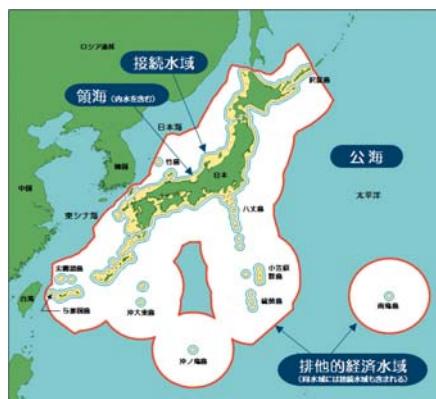 ロシア連邦
接続水域
択捉島
領海（内水を含む）
日本海
竹島
韓国
日本
公海
中国
太平洋
八丈島
東シナ海
小笠原
群島
尖閣諸島
硫黄島
南鳥島
台湾
沖大東島
与那国島
沖ノ鳥島
排他的経済水域
（同水域には接続水域も含まれる）